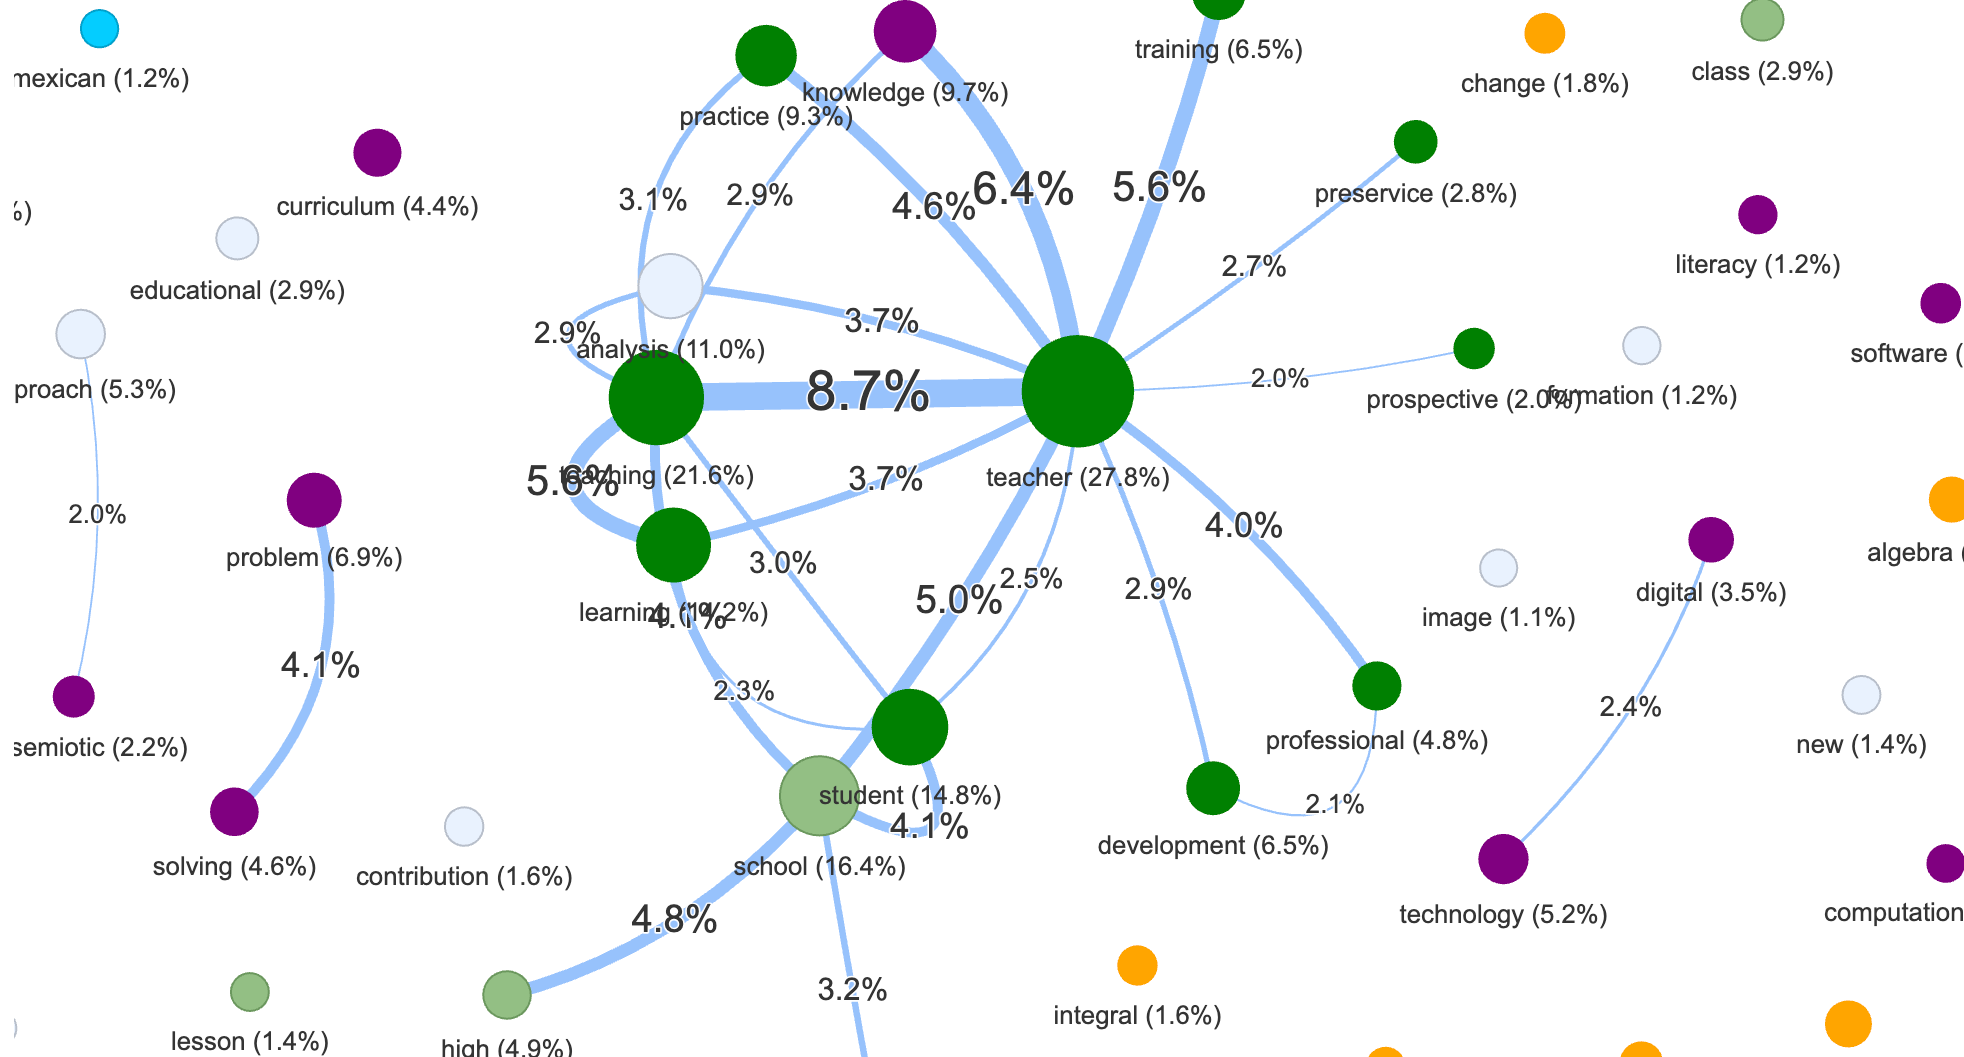 training (6.5%)
mexican (1.2%)
class (2.9%)
change (1.8%)
knowledge (9.7%)
practice (9.3%)
6.4%
5.6%
3.1%
2.9%
4.6%
preservice (2.8%)
curriculum (4.4%)
%)
literacy (1.2%)
2.7%
educational (2.9%)
3.7%
2.9%
analysis (11.0%)
software (
2.0%
proach (5.3%)
8.7%
prospective (2.0%)
formation (1.2%)
5.6%
teaching (21.6%)
3.7%
teacher (27.8%)
2.0%
4.0%
problem (6.9%)
3.0%
algebra (
2.5%
2.9%
5.0%
digital (3.5%)
learning (14.2%)
4.1%
image (1.1%)
4.1%
2.3%
2.4%
semiotic (2.2%)
professional (4.8%)
new (1.4%)
student (14.8%)
2.1%
4.1%
development (6.5%)
solving (4.6%)
contribution (1.6%)
school (16.4%)
4.8%
technology (5.2%)
computation
3.2%
integral (1.6%)
lesson (1.4%)
high (4.9%)